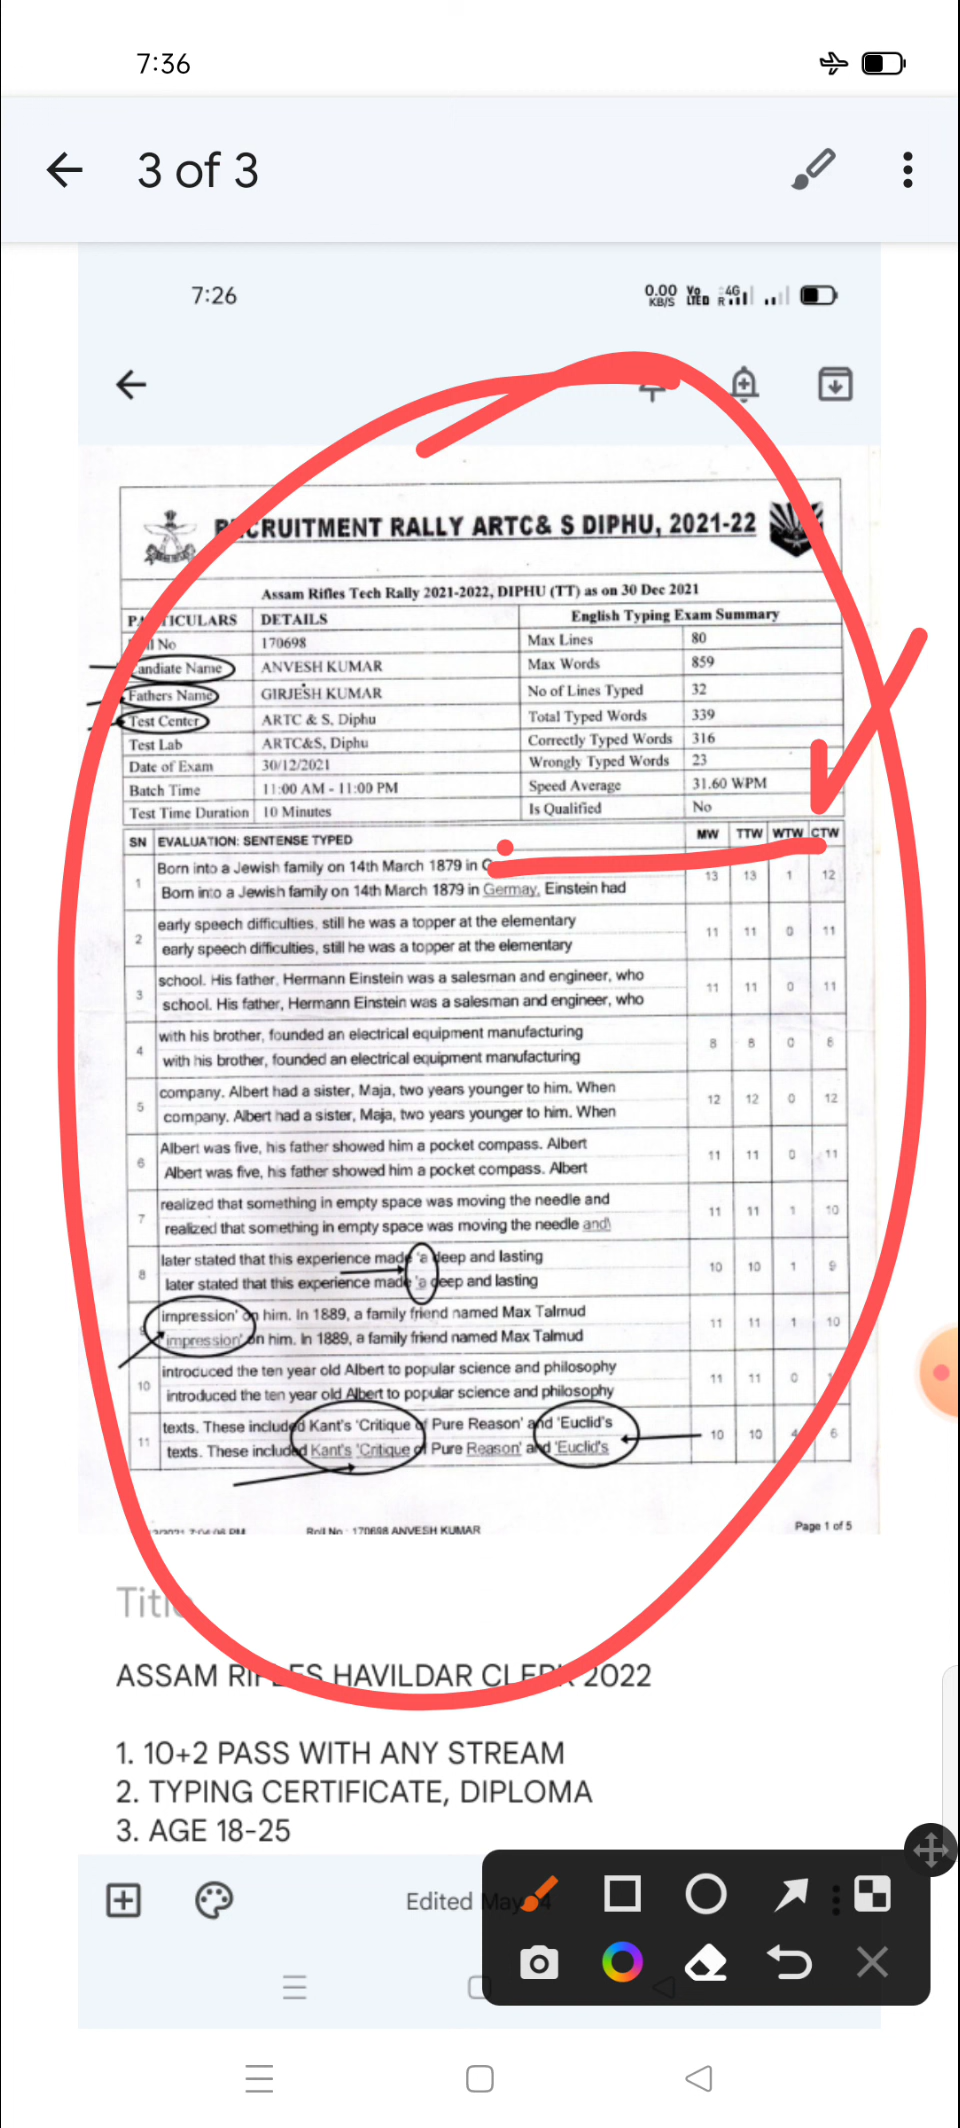 7:36
3 of 3
7:26
0.00 KB/S Vo LTED R 4G
RECRUITMENT RALLY ARTC& S DIPHU, 2021-22
Assam Rifles Tech Rally 2021-2022, DIPHU (TT) as on 30 Dec 2021
DETAILS English Typing Exam Summary
No 170698 Max Lines 80
andiate Name ANVESH KUMAR Max Words 859
Fathers Name GIRJESH KUMAR No of Lines Typed 32
Test Center ARTC & S, Diphu Total Typed Words 339
Test Lab ARTC&S, Diphu Correctly Typed Words 316
Date of Exam 30/12/2021 Wrongly Typed Words 23
Batch Time 11:00 AM - 11:00 PM Speed Average 31.60 WPM
Test Time Duration 10 Minutes Is Qualified No
SN EVALUATION: SENTENSE TYPED MW TTW WTW CTW
Born into a Jewish family on 14th March 1879 in
1 13 13 1 12
Born into a Jewish family on 14th March 1879 in Germay, Einstein had
early speech difficulties, still he was a topper at the elementary
2 11 11 0 11
early speech difficulties, still he was a topper at the elementary
school. His father, Hermann Einstein was a salesman and engineer, who
3 11 11 0 11
school. His father, Hermann Einstein was a salesman and engineer, who
with his brother, founded an electrical equipment manufacturing
4 8 8 0 8
with his brother, founded an electrical equipment manufacturing
company. Albert had a sister, Maja, two years younger to him. When
5 12 12 0 12
company. Albert had a sister, Maja, two years younger to him. When
Albert was five, his father showed him a pocket compass. Albert
6 11 11 0 11
Albert was five, his father showed him a pocket compass. Albert
realized that something in empty space was moving the needle and
7 11 11 1 10
realized that something in empty space was moving the needle and\
later stated that this experience made 'a deep and lasting
8 10 10 1 9
later stated that this experience made 'a deep and lasting
impression' on him. In 1889, a family friend named Max Talmud
9 11 11 1 10
impression' on him. In 1889, a family friend named Max Talmud
introduced the ten year old Albert to popular science and philosophy
10 11 11 0
introduced the ten year old Albert to popular science and philosophy
texts. These included Kant's 'Critique of Pure Reason' and 'Euclid's
11 10 10 4 6
texts. These included Kant's 'Critique of Pure Reason' and 'Euclid's
7:04:06 PM Roll No : 170698 ANVESH KUMAR Page 1 of 5
Title
ASSAM RIFLES HAVILDAR CLERK 2022
1. 10+2 PASS WITH ANY STREAM
2. TYPING CERTIFICATE, DIPLOMA
3. AGE 18-25
Edited May 4